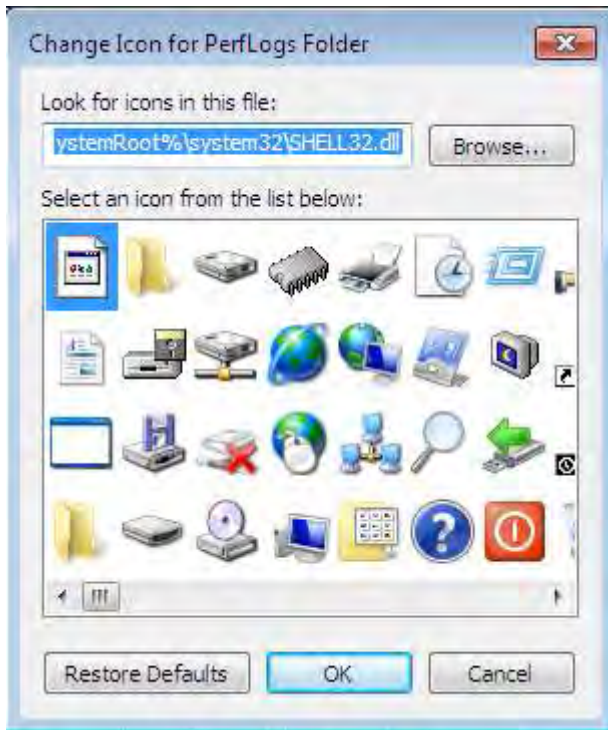 Change Icon for PerfLogs Folder
Look for icons in this file:
ystemRoot%\system32\SHELL32.dll
Browse...
Select an icon from the list below:
Restore Defaults
OK
Cancel